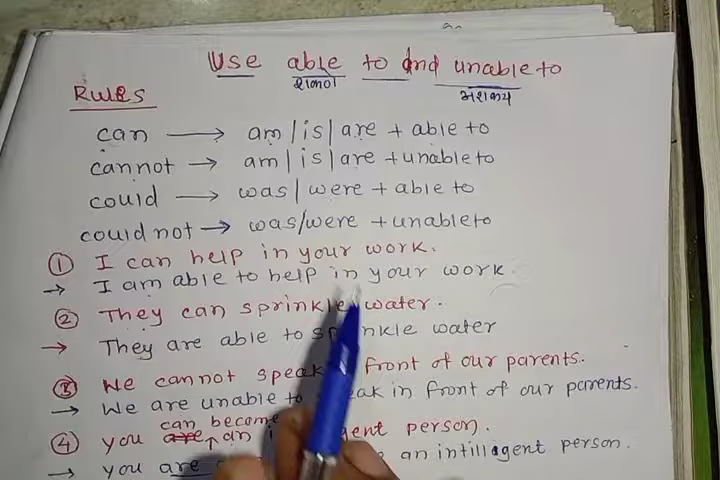 Use able to and unable to
शकणे
अशक्य
Rules
can → am/is/are + able to
cannot → am/is/are + unable to
could → was/were + able to
could not → was/were + unable to
① I can help in your work.
→ I am able to help in your work.
② They can sprinkle water.
→ They are able to sprinkle water
③ We cannot speak front of our parents.
→ We are unable to speak in front of our parents.
can become
④ you are an person.
→ you are an intilligent person.